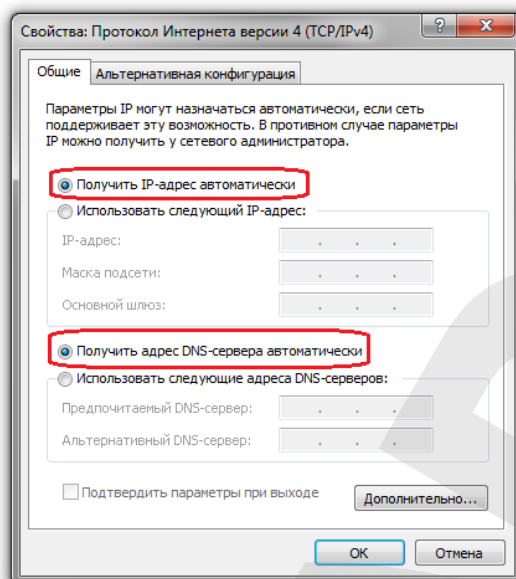 Свойства: Протокол Интернета версии 4 (TCP/IPv4)
Общие
Альтернативная конфигурация
Параметры IP могут назначаться автоматически, если сеть
поддерживает эту возможность. В противном случае параметры
IP можно получить у сетевого администратора.
Получить IP-адрес автоматически
Использовать следующий IP-адрес:
IP-адрес:
Маска подсети:
Основной шлюз:
Получить адрес DNS-сервера автоматически
Использовать следующие адреса DNS-серверов:
Предпочитаемый DNS-сервер:
Альтернативный DNS-сервер:
Подтвердить параметры при выходе
Дополнительно...
ОК
Отмена